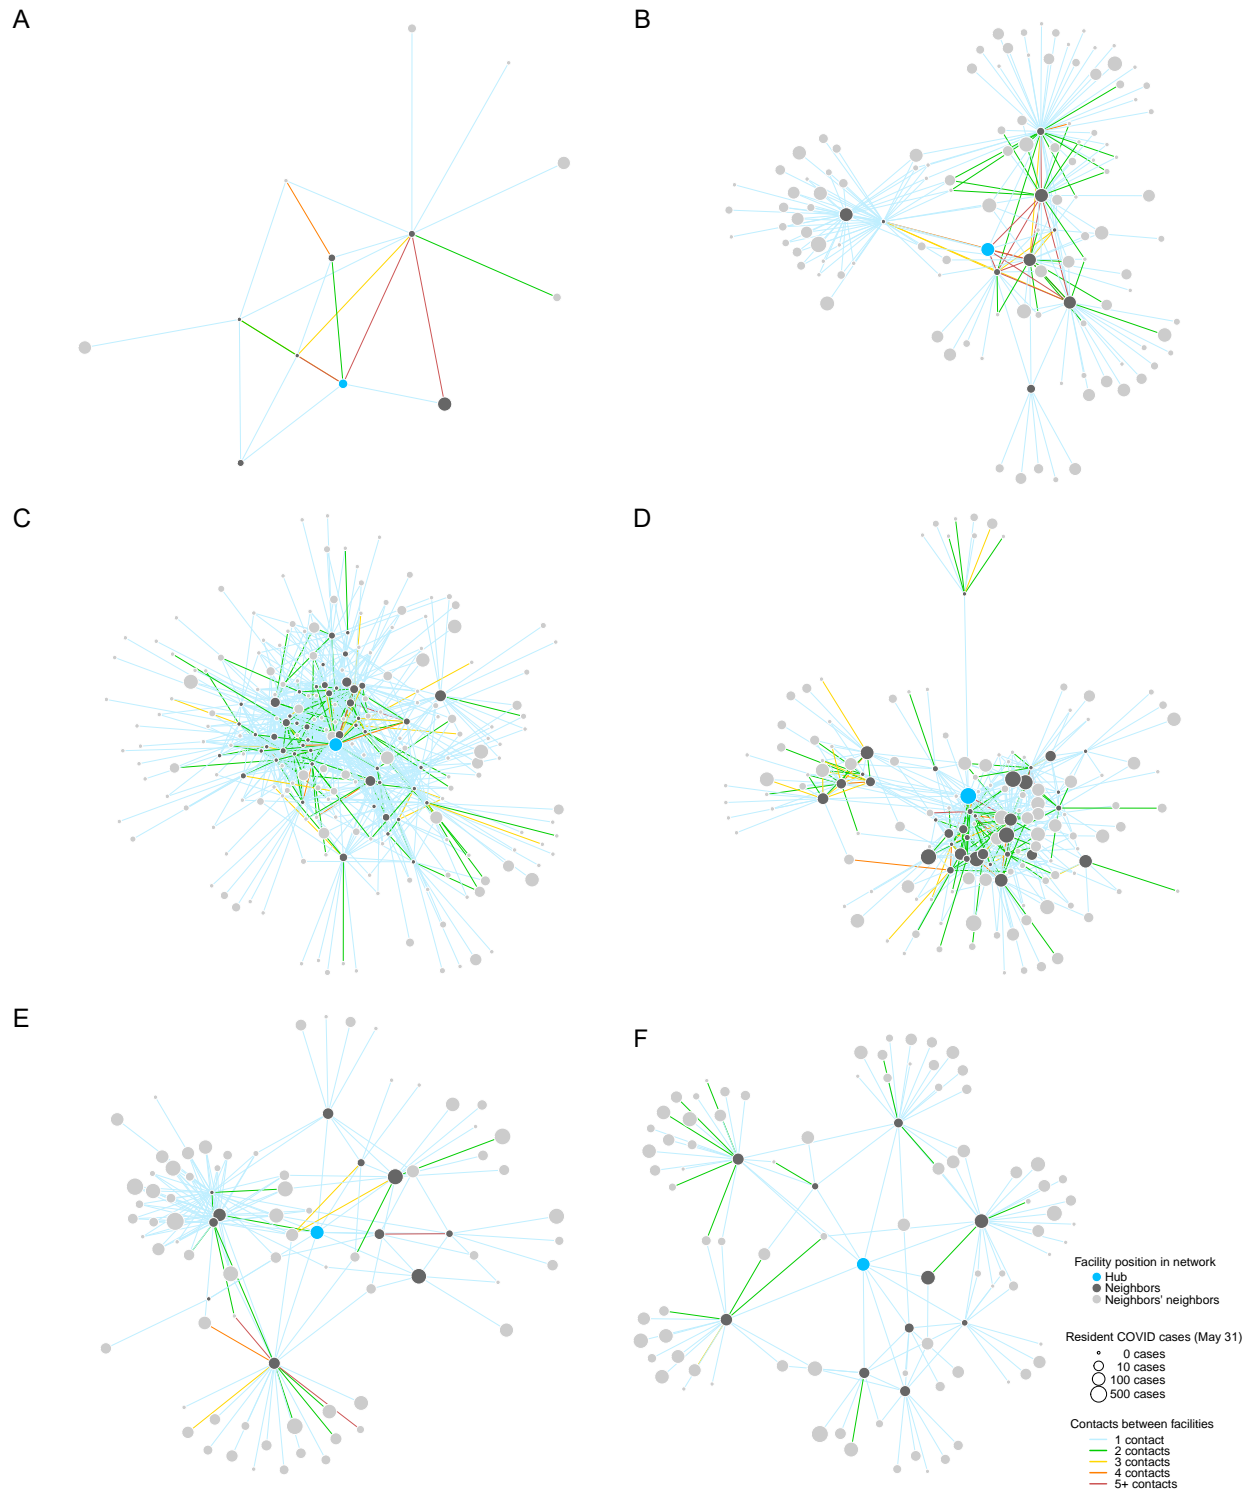 A
B
C
D
E
F
Facility position in network
Hub
Neighbors
Neighbors' neighbors
Resident COVID cases (May 31)
0 cases
10 cases
100 cases
500 cases
Contacts between facilities
1 contact
2 contacts
3 contacts
4 contacts
5+ contacts